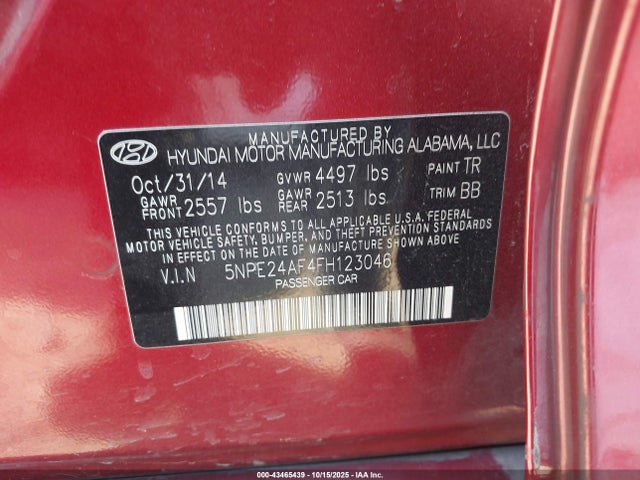 MANUFACTURED BY
HYUNDAI MOTOR MANUFACTURING ALABAMA, LLC
Oct/31/14 GVWR 4497 lbs PAINT TR
GAWR FRONT 2557 lbs GAWR REAR 2513 lbs TRIM BB
THIS VEHICLE CONFORMS TO ALL APPLICABLE U.S.A. FEDERAL
MOTOR VEHICLE SAFETY, BUMPER, AND THEFT PREVENTION STANDARDS
IN EFFECT ON THE DATE OF MANUFACTURE SHOWN ABOVE.
V.I.N 5NPE24AF4FH123046
PASSENGER CAR
000-43465439 - 10/15/2025 - IAAI COPART